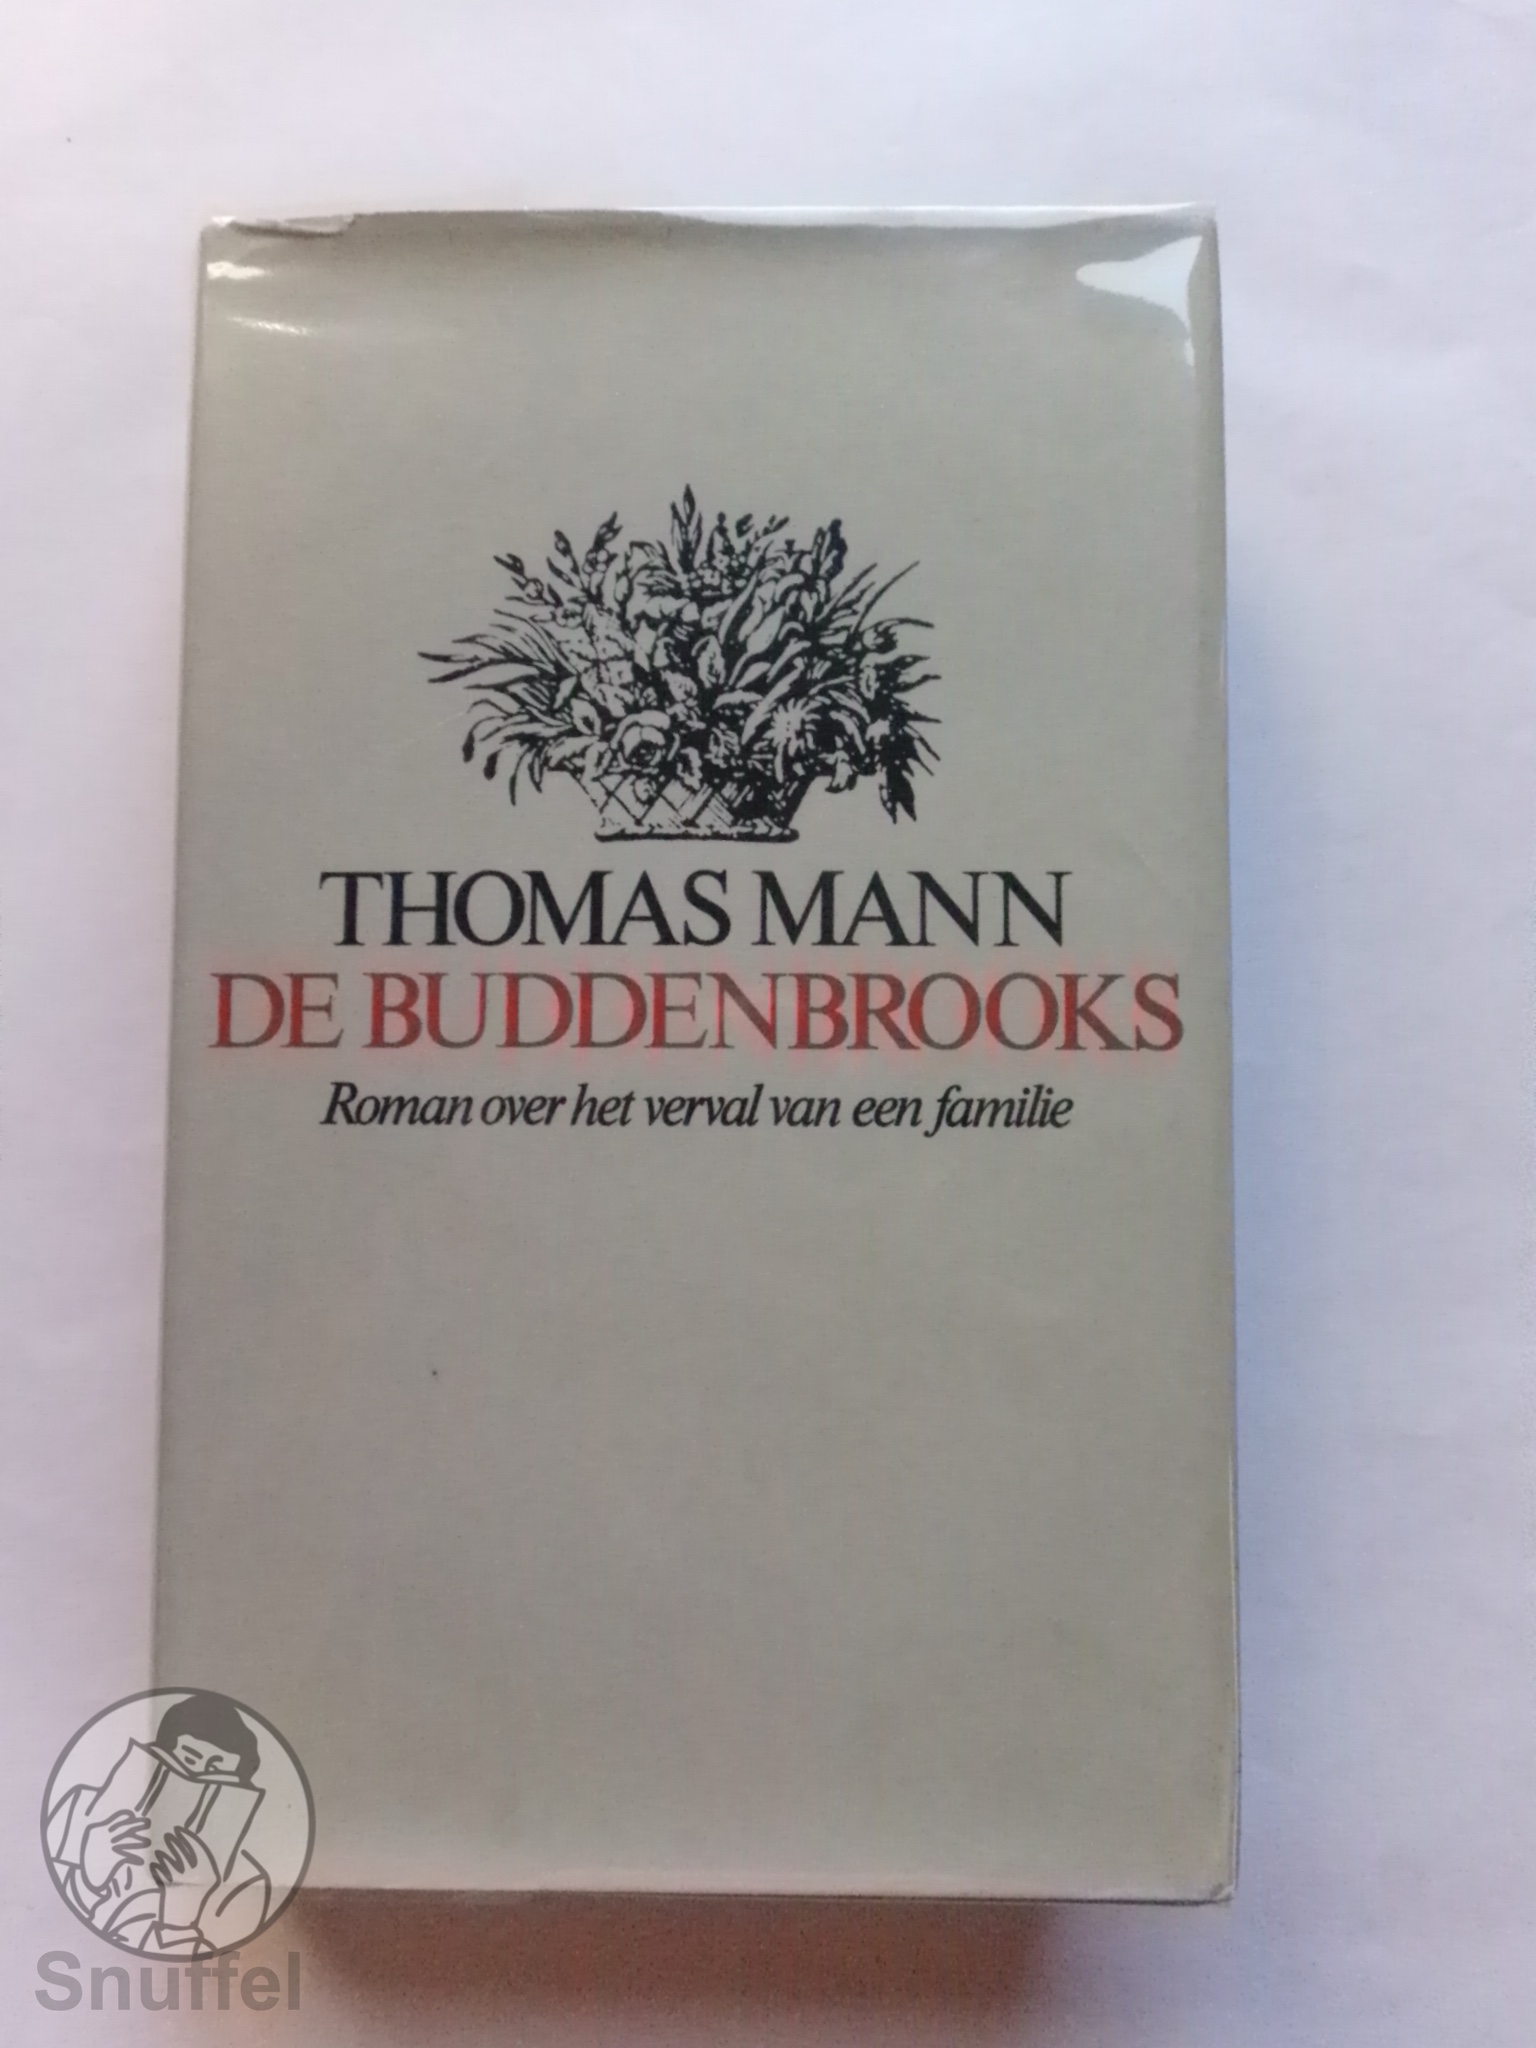 THOMAS MANN
DE BUDDENBROOKS
Roman over het verval van een familie
Snuffel